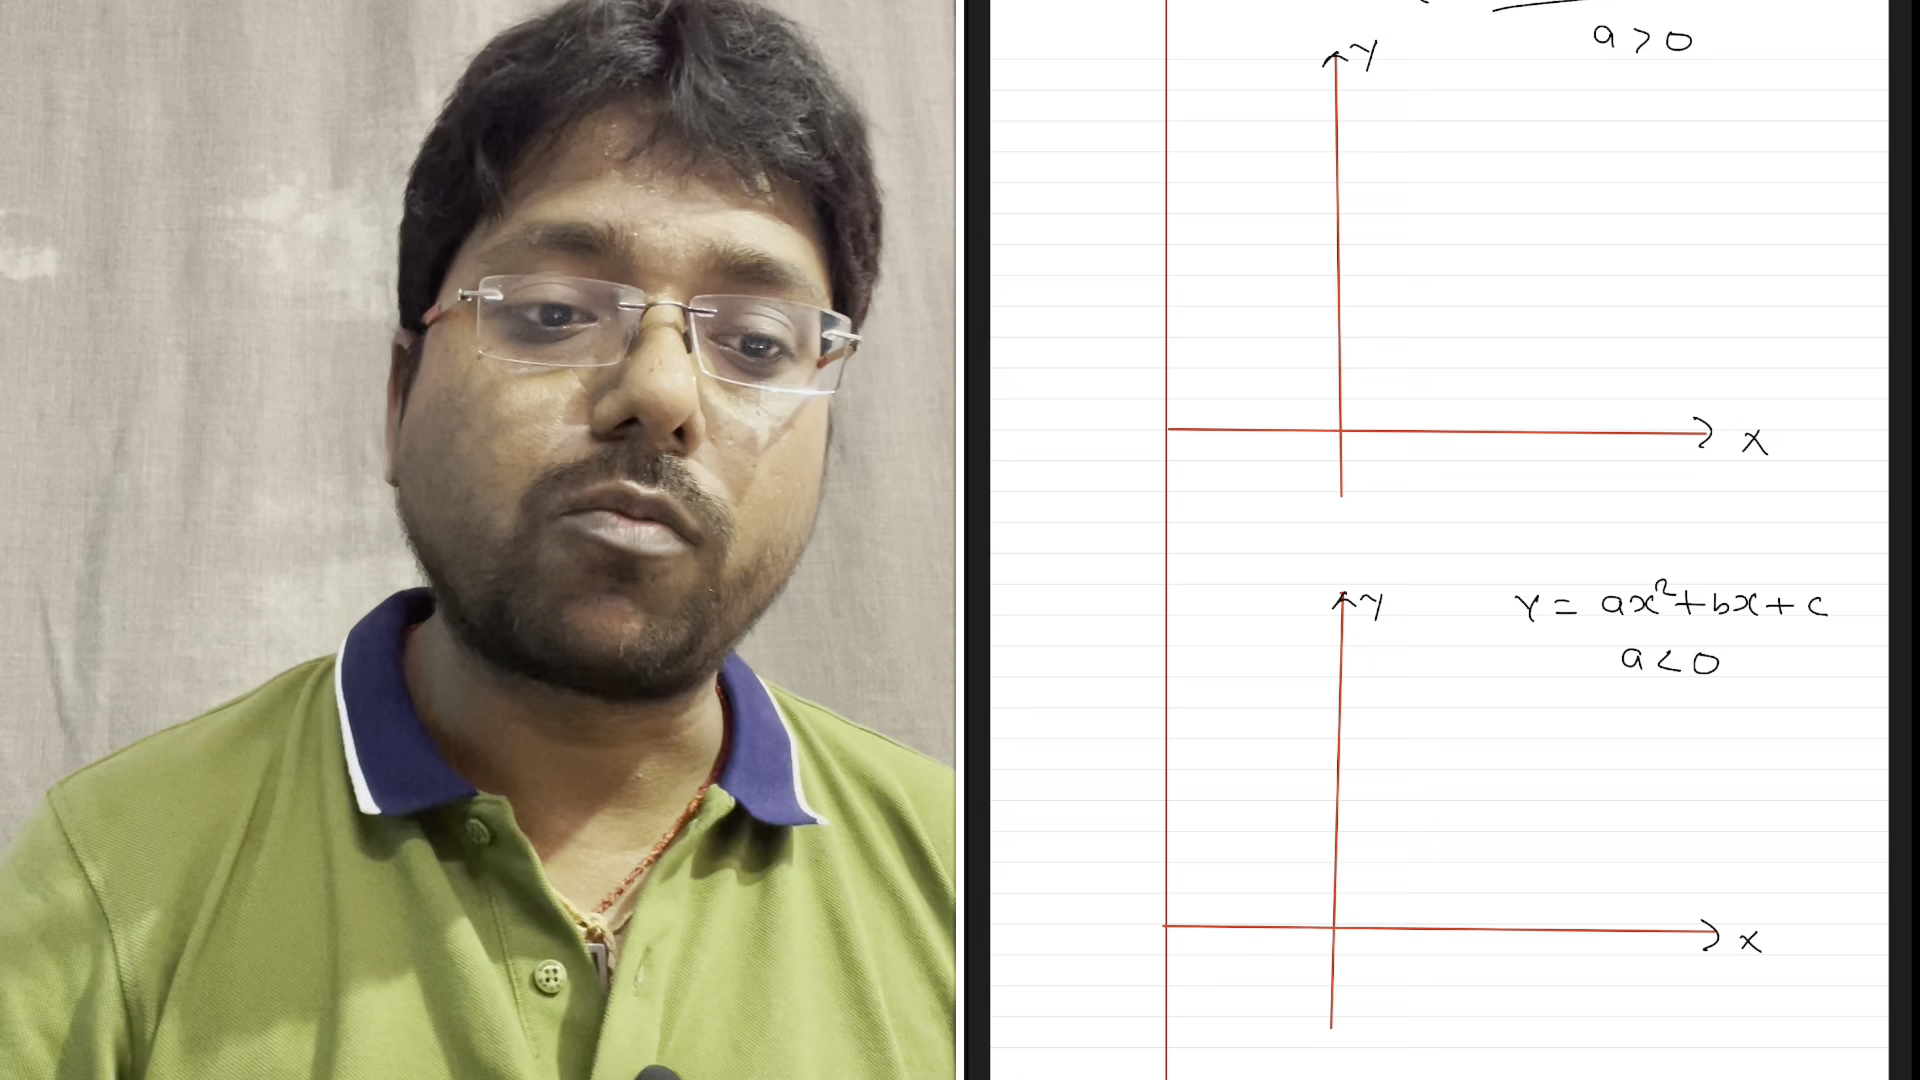 a > 0
Y
X
Y
Y = ax²+bx+c
a < 0
X